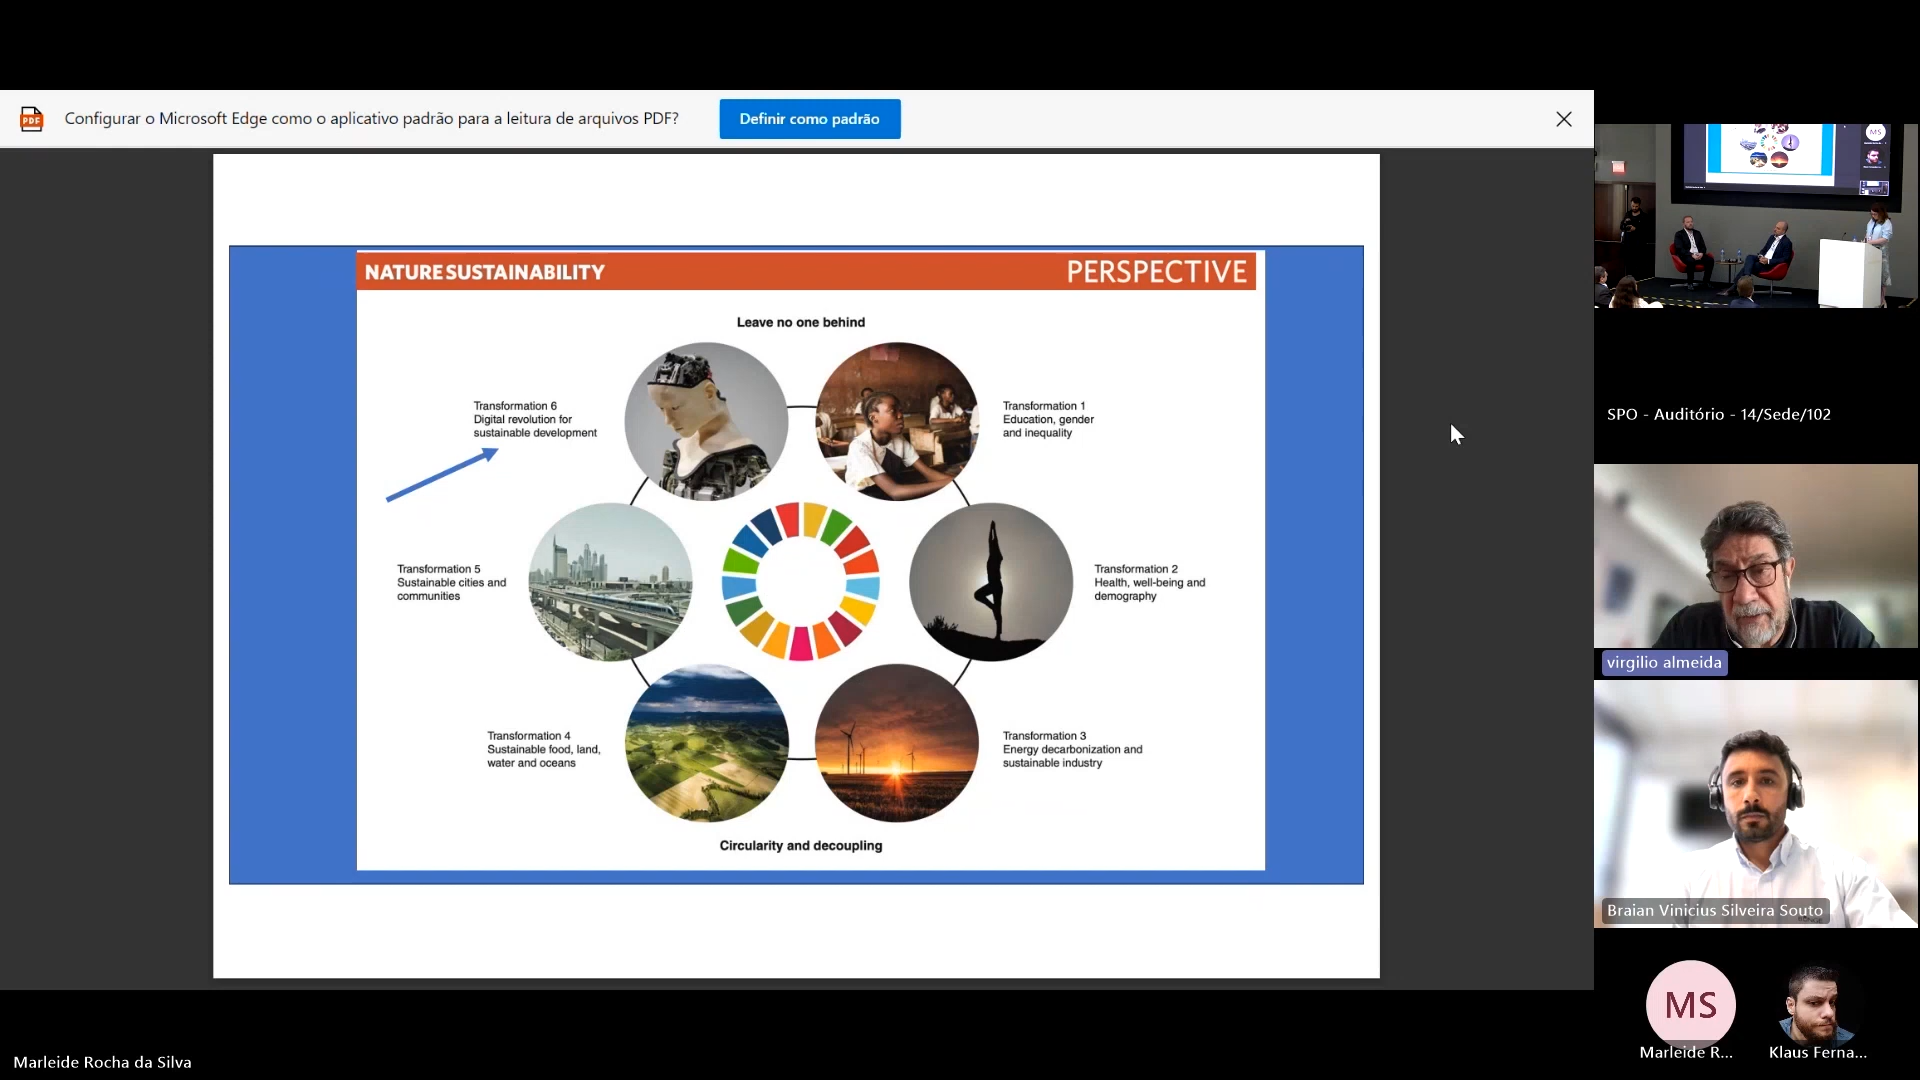 Configurar o Microsoft Edge como o aplicativo padrão para a leitura de arquivos PDF?
Definir como padrão
PDF
NATURE SUSTAINABILITY
PERSPECTIVE
Leave no one behind
Transformation 6
Digital revolution for
sustainable development
Transformation 1
Education, gender
and inequality
Transformation 5
Sustainable cities and
communities
Transformation 2
Health, well-being and
demography
Transformation 4
Sustainable food, land,
water and oceans
Transformation 3
Energy decarbonization and
sustainable industry
Circularity and decoupling
MS
SPO - Auditório - 14/Sede/102
virgilio almeida
Braian Vinicius Silveira Souto
MS
Marleide R...
Klaus Ferna...
Marleide Rocha da Silva